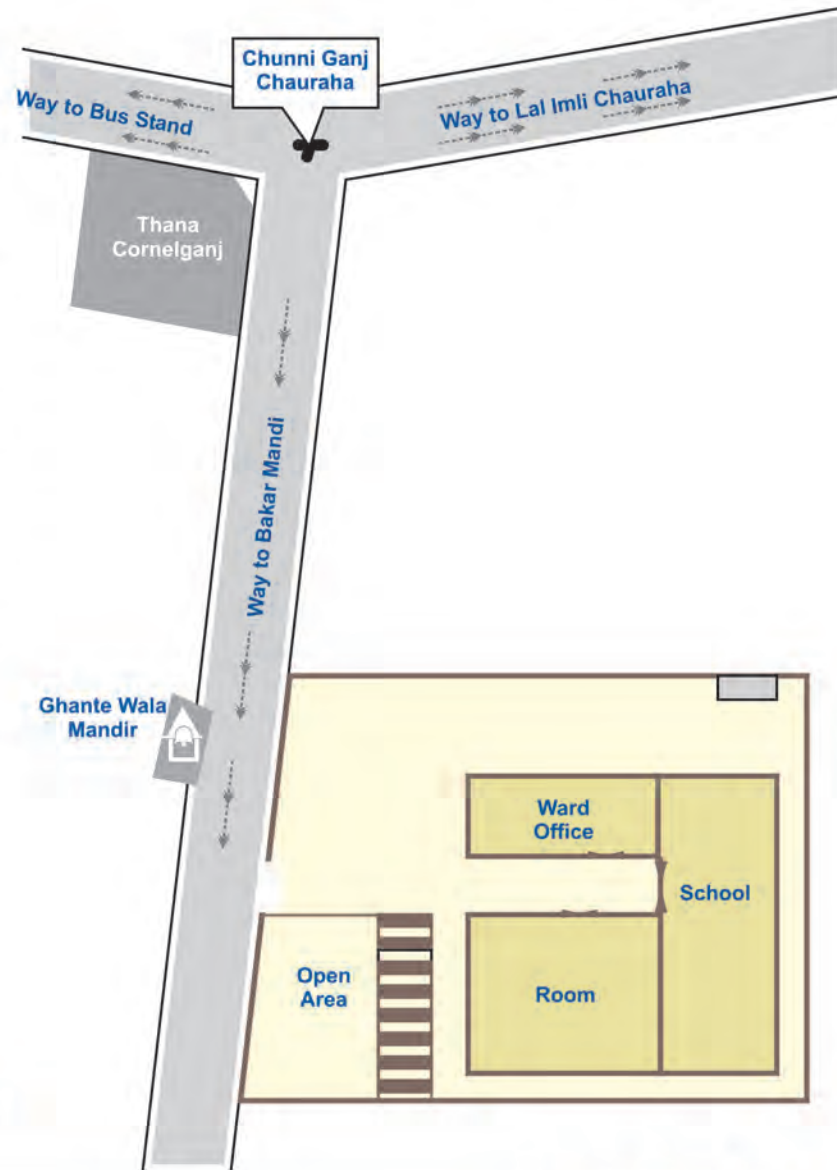 Chunni Ganj
Chauraha
Way to Bus Stand
Way to Lal Imli Chauraha
Thana
Cornelganj
Way to Bakar Mandi
Ghante Wala
Mandir
Ward
Office
School
Open
Area
Room